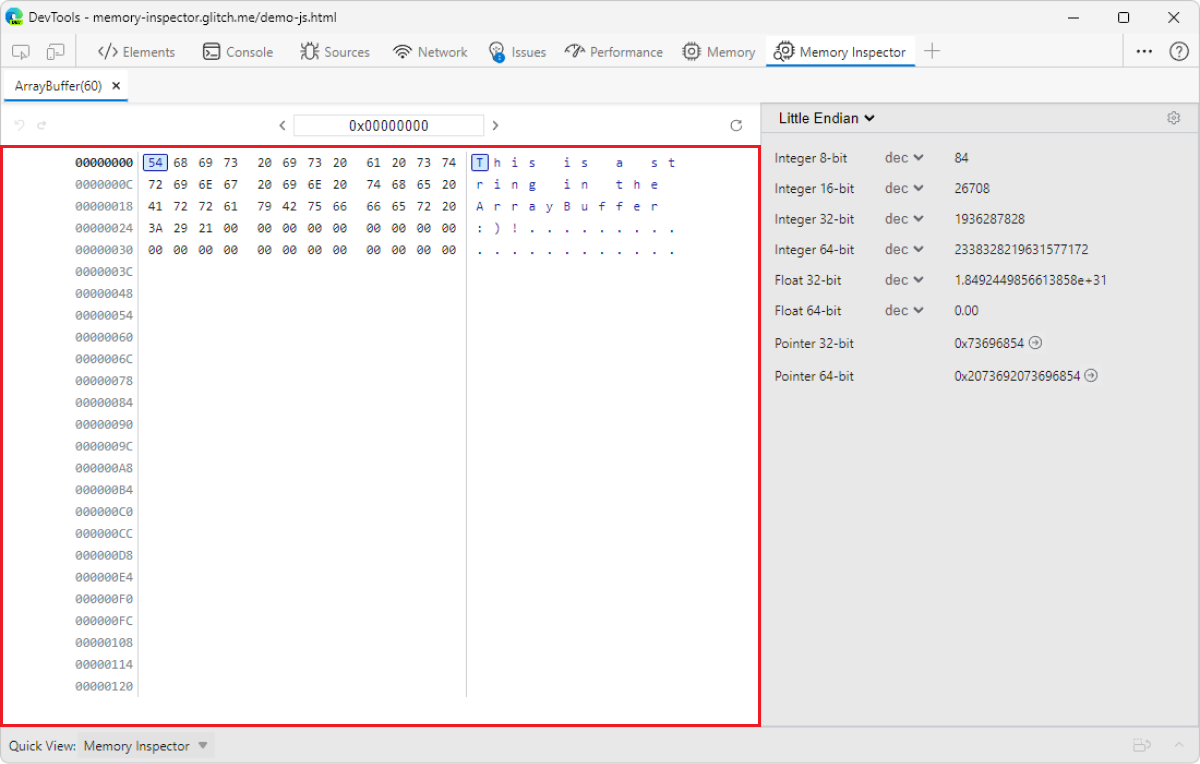 DevTools - memory-inspector.glitch.me/demo-js.html
Elements Console Sources Network Issues Performance Memory Memory Inspector
ArrayBuffer(60)
0x00000000
Little Endian
00000000 54 68 69 73 20 69 73 20 61 20 73 74 T h i s i s a s t
0000000C 72 69 6E 67 20 69 6E 20 74 68 65 20 r i n g i n t h e
00000018 41 72 72 61 79 42 75 66 66 65 72 20 A r r a y B u f f e r
00000024 3A 29 21 00 00 00 00 00 00 00 00 00 : ) ! . . . . . . . . .
00000030 00 00 00 00 00 00 00 00 00 00 00 00 . . . . . . . . . . . .
0000003C
00000048
00000054
00000060
0000006C
00000078
00000084
00000090
0000009C
000000A8
000000B4
000000C0
000000CC
000000D8
000000E4
000000F0
000000FC
00000108
00000114
00000120
Integer 8-bit dec 84
Integer 16-bit dec 26708
Integer 32-bit dec 1936287828
Integer 64-bit dec 2338328219631577172
Float 32-bit dec 1.8492449856613858e+31
Float 64-bit dec 0.00
Pointer 32-bit 0x73696854
Pointer 64-bit 0x2073692073696854
Quick View: Memory Inspector